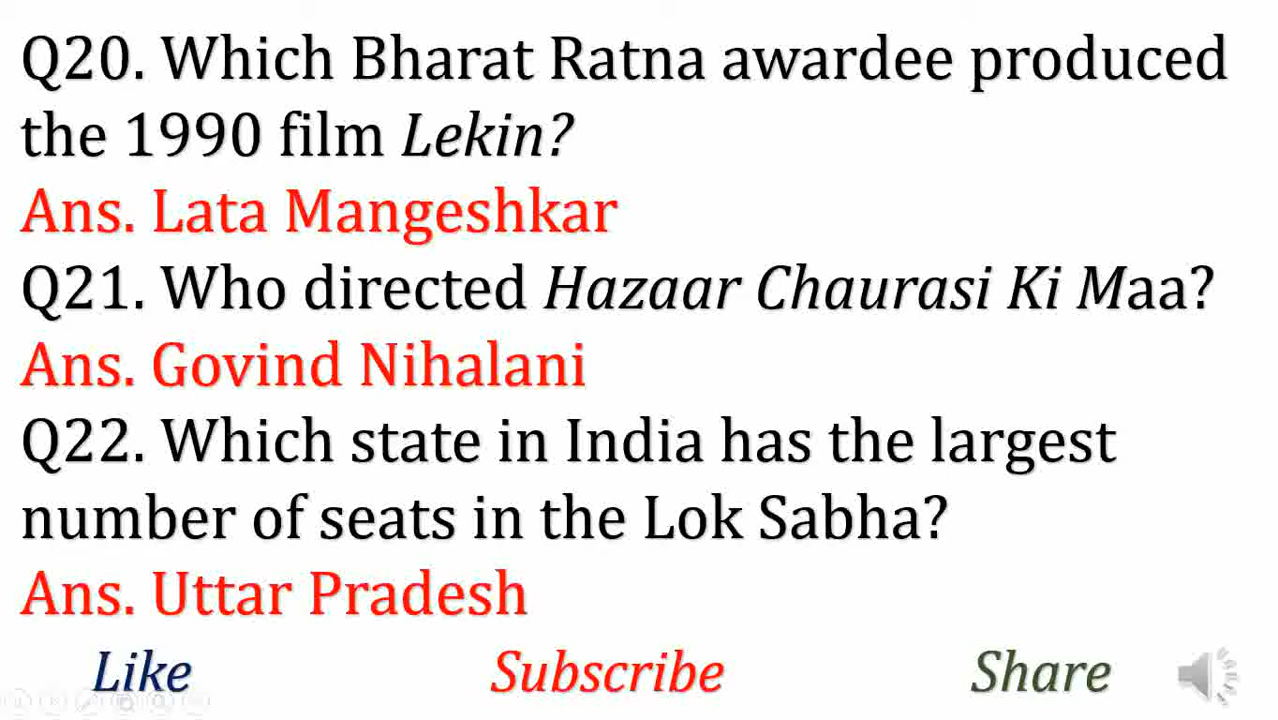 Q20. Which Bharat Ratna awardee produced
the 1990 film Lekin?
Ans. Lata Mangeshkar
Q21. Who directed Hazaar Chaurasi Ki Maa?
Ans. Govind Nihalani
Q22. Which state in India has the largest
number of seats in the Lok Sabha?
Ans. Uttar Pradesh
Like Subscribe Share